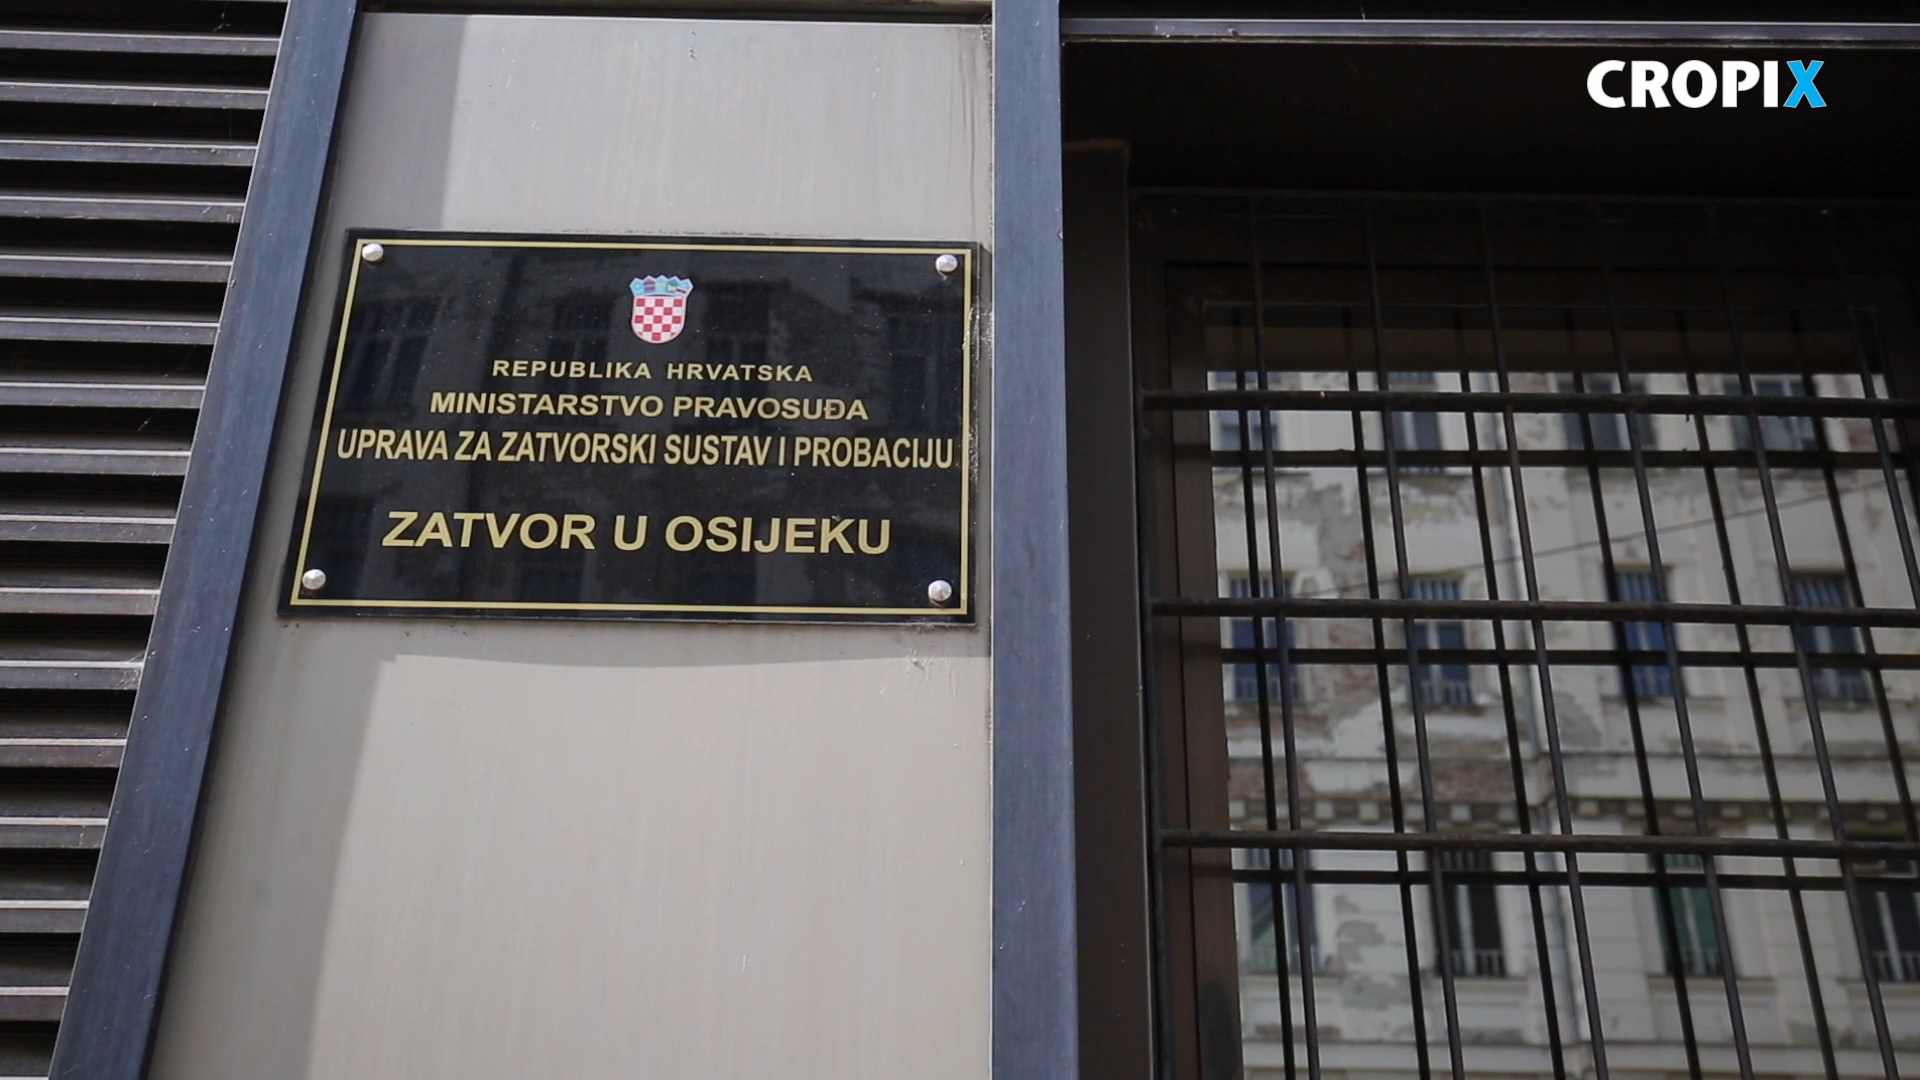 CROPIX
REPUBLIKA HRVATSKA
MINISTARSTVO PRAVOSUĐA
UPRAVA ZA ZATVORSKI SUSTAV I PROBACIJU
ZATVOR U OSIJEKU